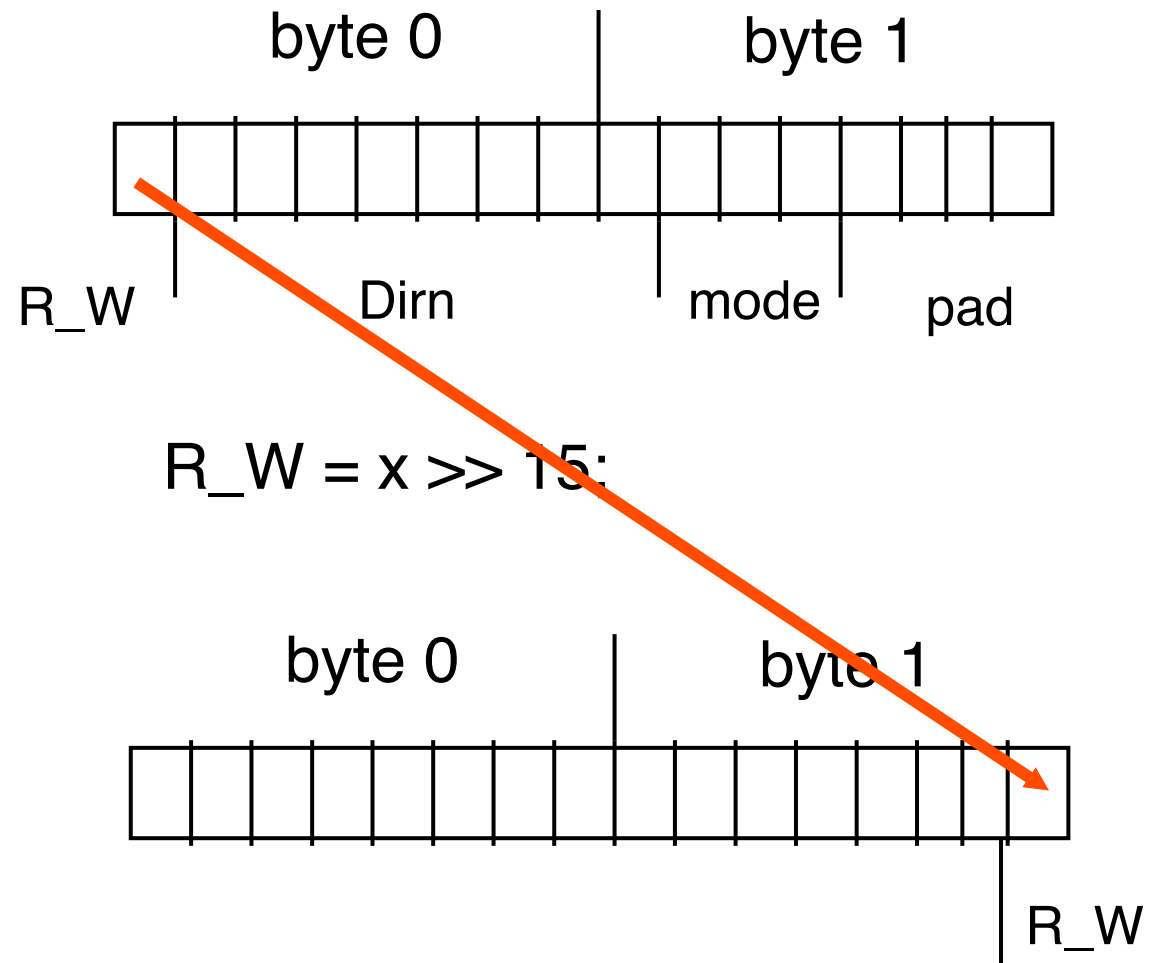 byte 0
byte 1
R_W
Dirn
mode
pad
R_W = x >> 15;
byte 0
byte 1
R_W